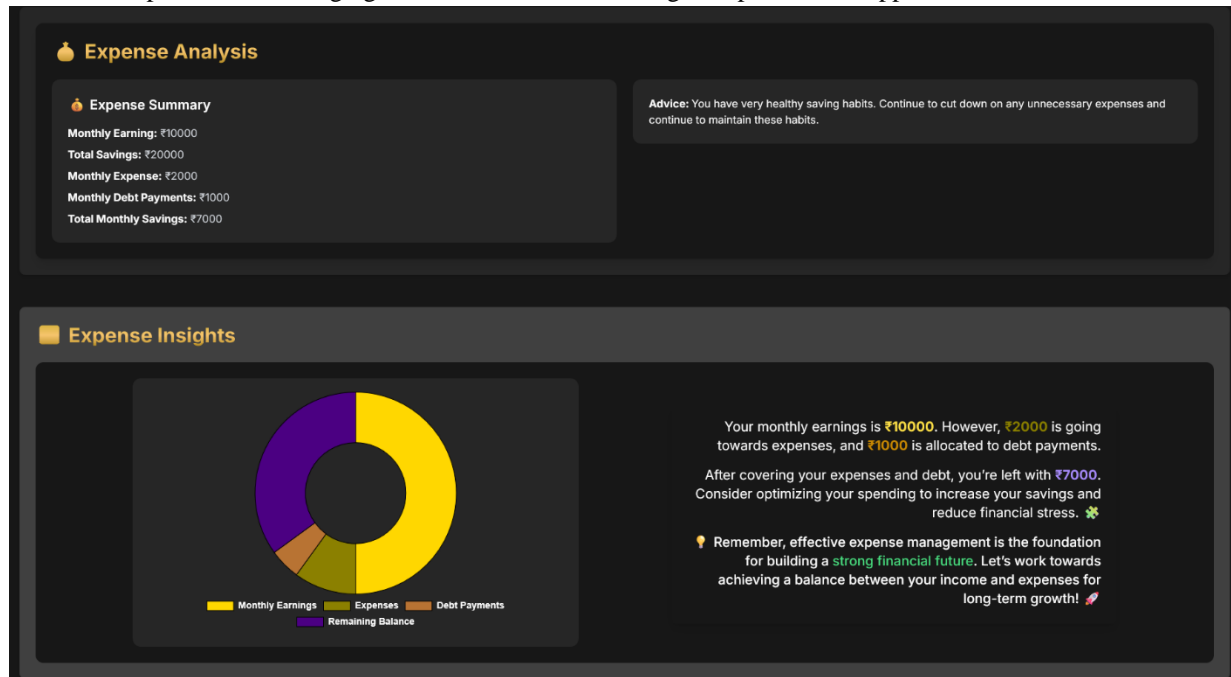 Expense Analysis
Expense Summary
Monthly Earning: ₹10000
Total Savings: ₹20000
Monthly Expense: ₹2000
Monthly Debt Payments: ₹1000
Total Monthly Savings: ₹7000
Advice: You have very healthy saving habits. Continue to cut down on any unnecessary expenses and
continue to maintain these habits.
Expense Insights
Monthly Earnings Expenses Debt Payments
Remaining Balance
Your monthly earnings is ₹10000. However, ₹2000 is going
towards expenses, and ₹1000 is allocated to debt payments.
After covering your expenses and debt, you're left with ₹7000.
Consider optimizing your spending to increase your savings and
reduce financial stress.
Remember, effective expense management is the foundation
for building a strong financial future. Let's work towards
achieving a balance between your income and expenses for
long-term growth!